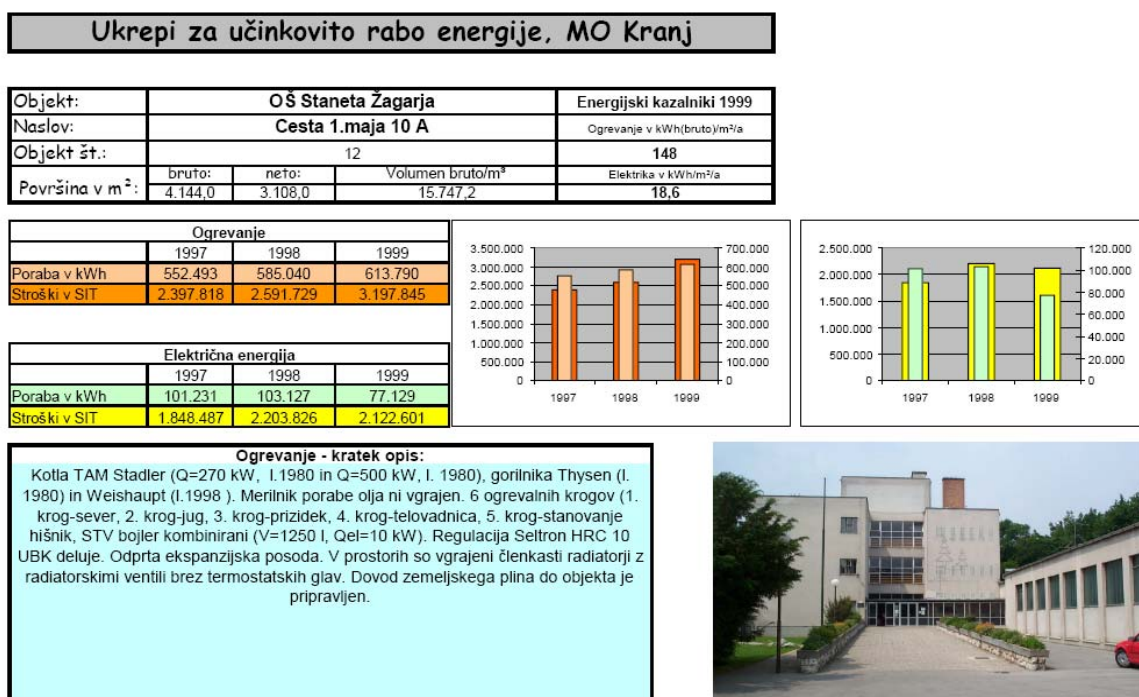 Ukrepi za učinkovito rabo energije, MO Kranj
Objekt: OŠ Staneta Žagarja Energijski kazalniki 1999
Naslov: Cesta 1.maja 10 A Ogrevanje v kWh(bruto)/m²/a
Objekt št.: 12 148
Površina v m²: bruto: neto: Volumen bruto/m³ Elektrika v kWh/m²/a
4.144,0 3.108,0 15.747,2 18,6
Ogrevanje
1997 1998 1999
Poraba v kWh 552.493 585.040 613.790
Stroški v SIT 2.397.818 2.591.729 3.197.845
Električna energija
1997 1998 1999
Poraba v kWh 101.231 103.127 77.129
Stroški v SIT 1.848.487 2.203.826 2.122.601
3.500.000 700.000
3.000.000 600.000
2.500.000 500.000
2.000.000 400.000
1.500.000 300.000
1.000.000 200.000
500.000 100.000
0 0
1997 1998 1999
2.500.000 120.000
2.000.000 100.000
1.500.000 80.000
1.000.000 60.000
500.000 40.000
0 20.000
0
1997 1998 1999
Ogrevanje - kratek opis:
Kotla TAM Stadler (Q=270 kW, l.1980 in Q=500 kW, l. 1980), gorilnika Thysen (l.
1980) in Weishaupt (l.1998 ). Merilnik porabe olja ni vgrajen. 6 ogrevalnih krogov (1.
krog-sever, 2. krog-jug, 3. krog-prizidek, 4. krog-telovadnica, 5. krog-stanovanje
hišnik, STV bojler kombinirani (V=1250 l, Qel=10 kW). Regulacija Seltron HRC 10
UBK deluje. Odprta ekspanzijska posoda. V prostorih so vgrajeni členkasti radiatorji z
radiatorskimi ventili brez termostatskih glav. Dovod zemeljskega plina do objekta je
pripravljen.